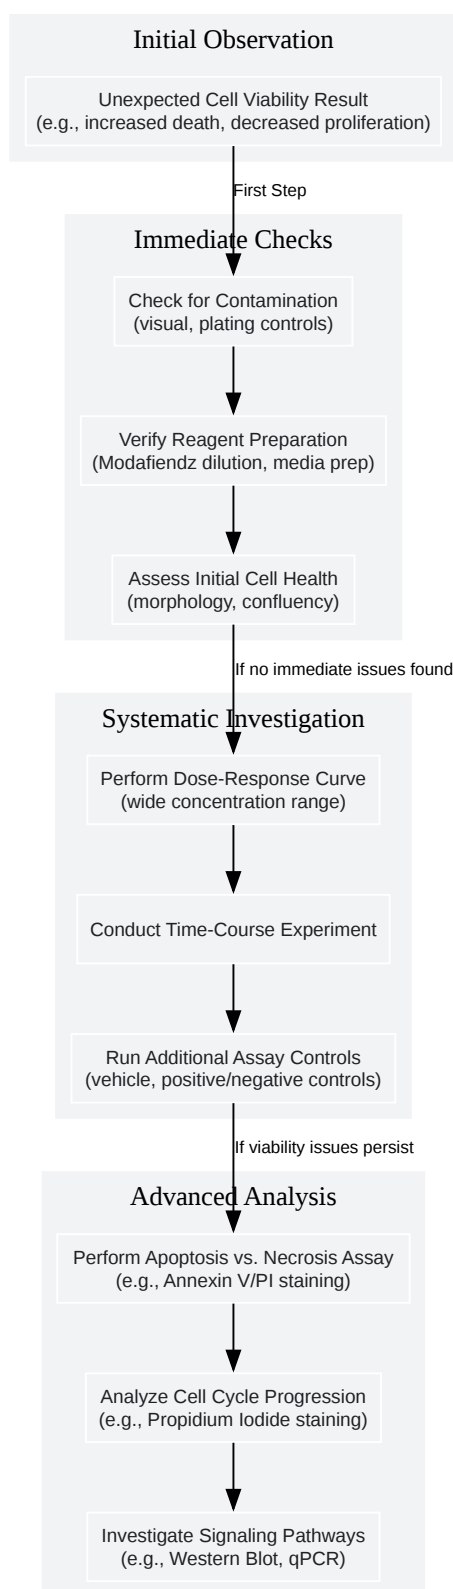 Initial Observation
Unexpected Cell Viability Result
(e.g., increased death, decreased proliferation)
First Step
Immediate Checks
Check for Contamination
(visual, plating controls)
Verify Reagent Preparation
(Modafiendz dilution, media prep)
Assess Initial Cell Health
(morphology, confluency)
If no immediate issues found
Systematic Investigation
Perform Dose-Response Curve
(wide concentration range)
Conduct Time-Course Experiment
Run Additional Assay Controls
(vehicle, positive/negative controls)
If viability issues persist
Advanced Analysis
Perform Apoptosis vs. Necrosis Assay
(e.g., Annexin V/PI staining)
Analyze Cell Cycle Progression
(e.g., Propidium Iodide staining)
Investigate Signaling Pathways
(e.g., Western Blot, qPCR)